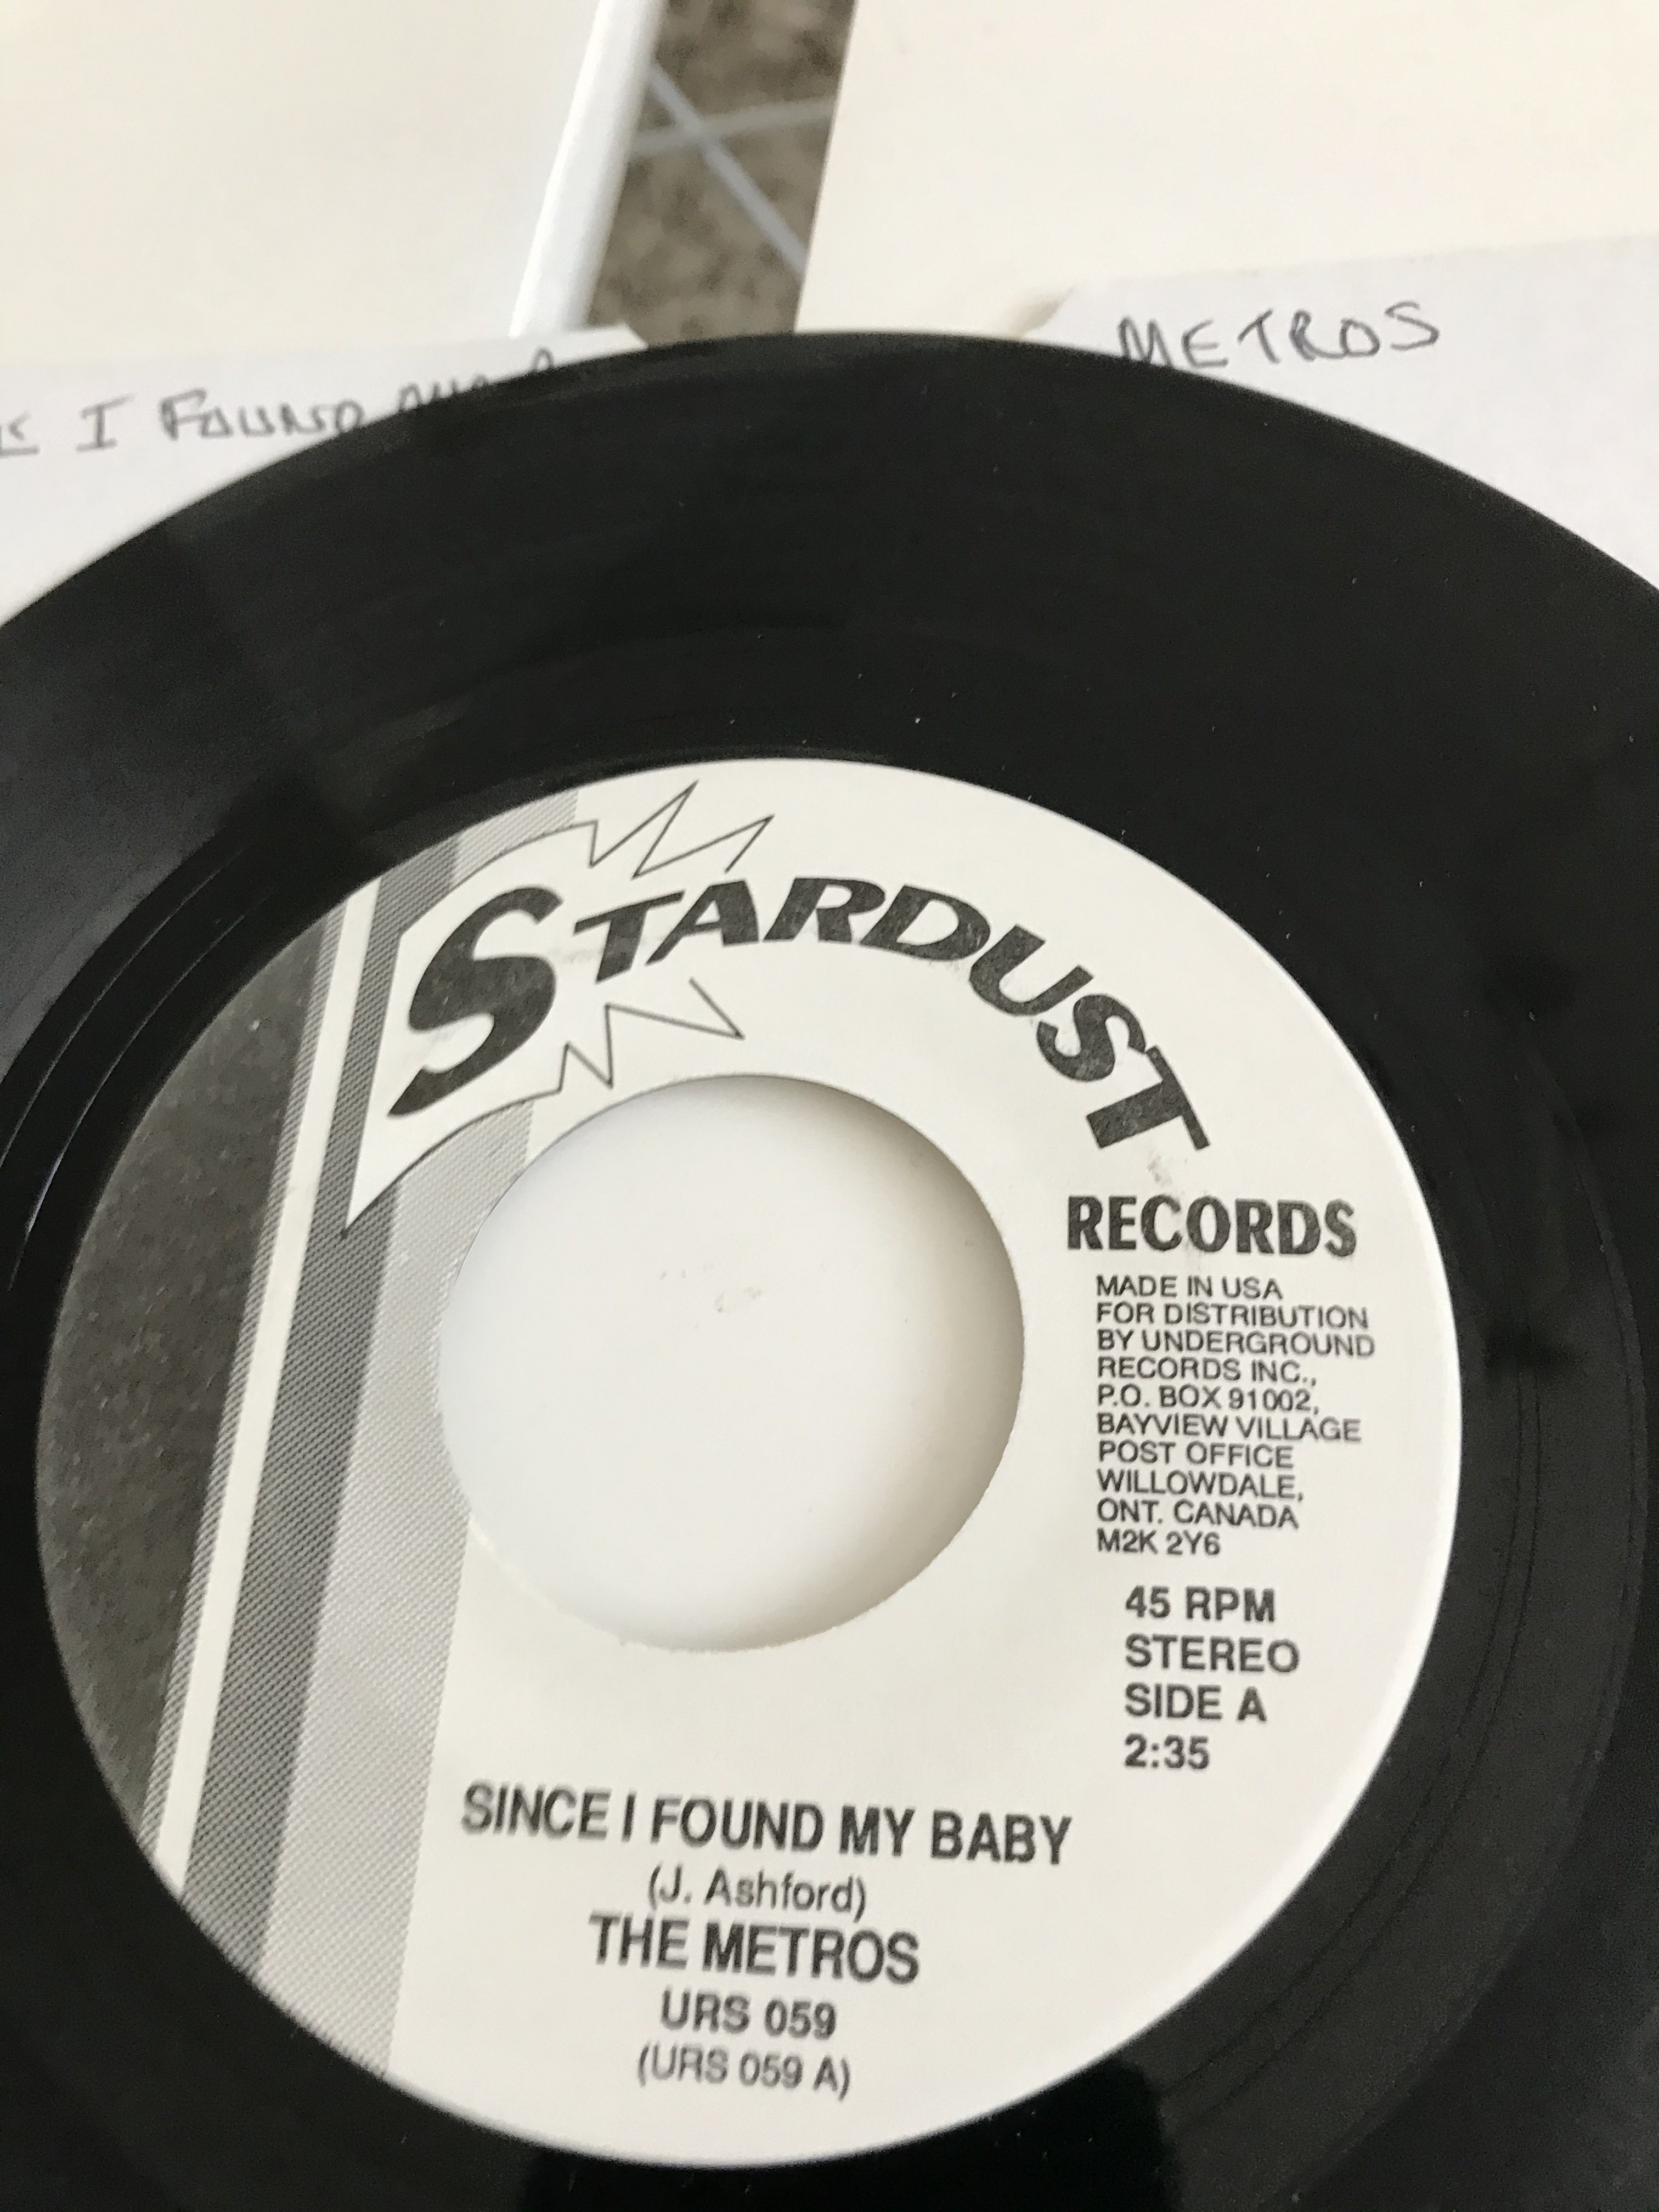 I FOUND
METROS
STARDUST
RECORDS
MADE IN USA
FOR DISTRIBUTION
BY UNDERGROUND
RECORDS INC.,
P.O. BOX 91002,
BAYVIEW VILLAGE
POST OFFICE
WILLOWDALE,
ONT. CANADA
M2K 2Y6
45 RPM
STEREO
SIDE A
2:35
SINCE I FOUND MY BABY
(J. Ashford)
THE METROS
URS 059
(URS 059 A)